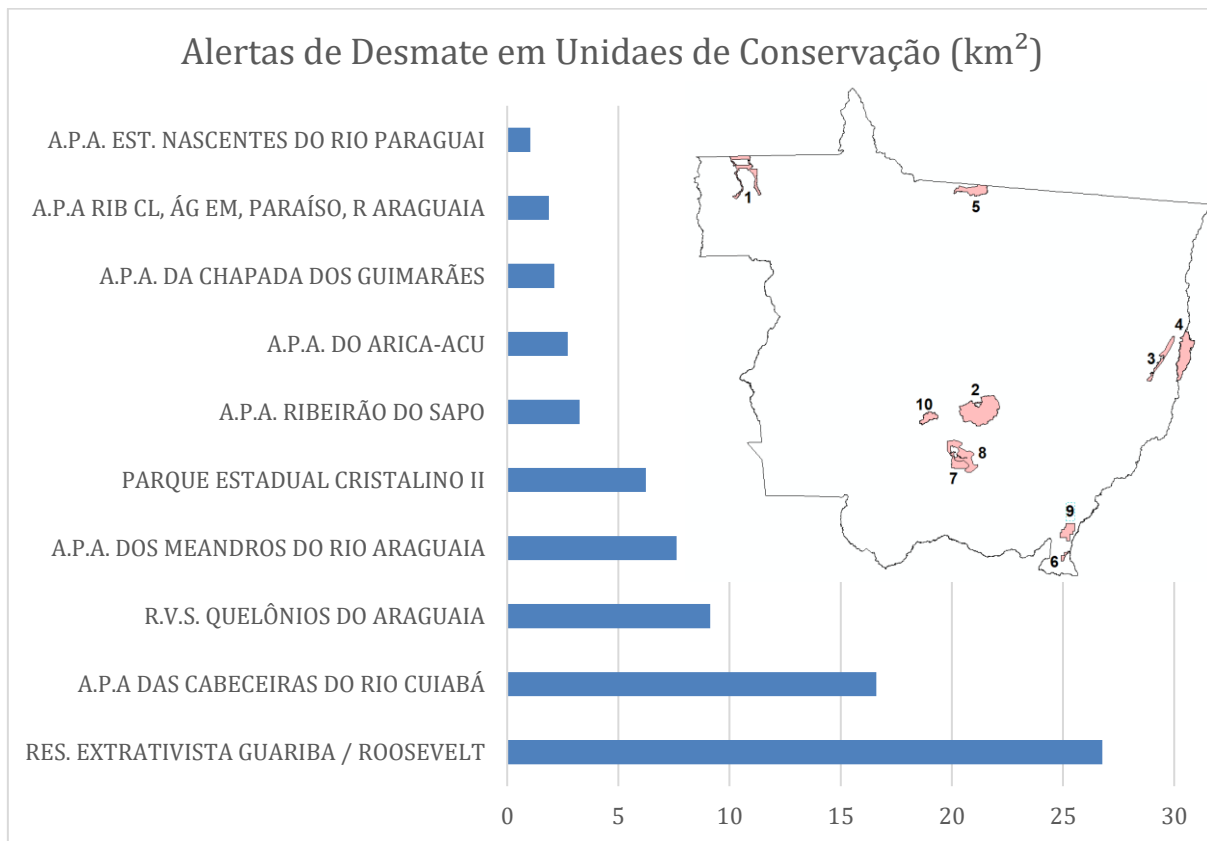 Alertas de Desmate em Unidaes de Conservação (km²)
A.P.A. EST. NASCENTES DO RIO PARAGUAI
A.P.A RIB CL, ÁG EM, PARAÍSO, R ARAGUAIA
A.P.A. DA CHAPADA DOS GUIMARÃES
A.P.A. DO ARICA-ACU
A.P.A. RIBEIRÃO DO SAPO
PARQUE ESTADUAL CRISTALINO II
A.P.A. DOS MEANDROS DO RIO ARAGUAIA
R.V.S. QUELÔNIOS DO ARAGUAIA
A.P.A DAS CABECEIRAS DO RIO CUIABÁ
RES. EXTRATIVISTA GUARIBA / ROOSEVELT
0 5 10 15 20 25 30
1
5
4
3
2
10
8
7
9
6